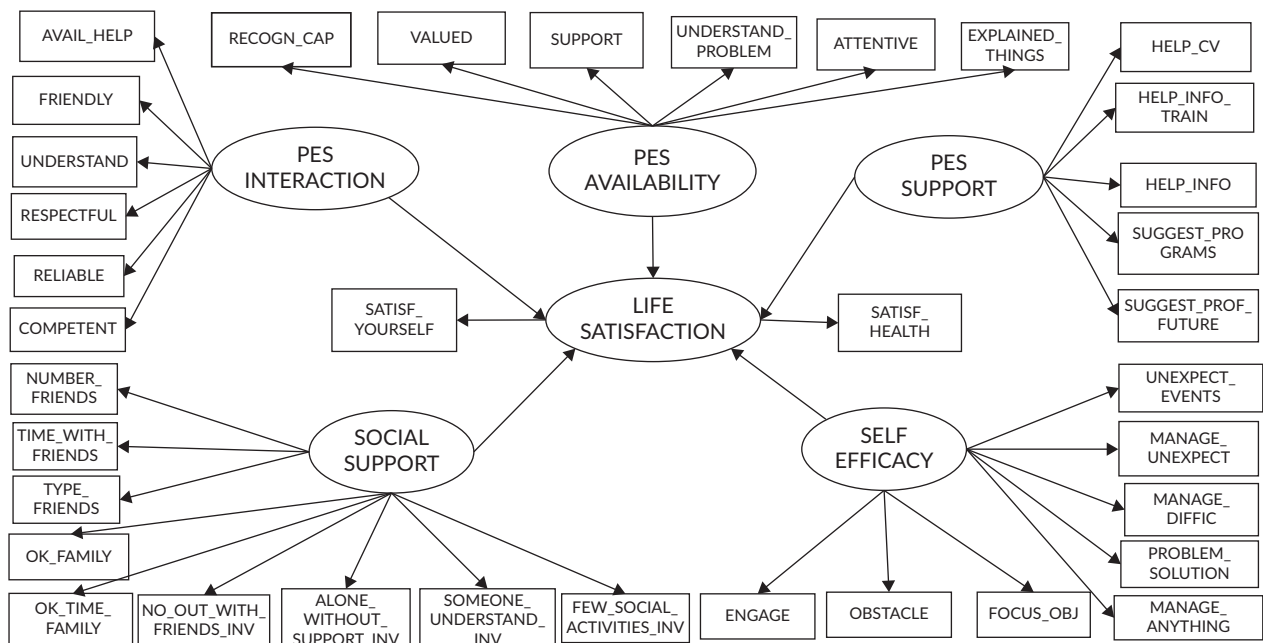 AVAIL_HELP
RECOGN_CAP
VALUED
SUPPORT
UNDERSTAND_
PROBLEM
ATTENTIVE
EXPLAINED_
THINGS
HELP_CV
FRIENDLY
HELP_INFO_
TRAIN
UNDERSTAND
PES
INTERACTION
PES
AVAILABILITY
PES
SUPPORT
HELP_INFO
RESPECTFUL
SUGGEST_PRO
GRAMS
RELIABLE
SUGGEST_PROF_
FUTURE
COMPETENT
SATISF_
YOURSELF
LIFE
SATISFACTION
SATISF_
HEALTH
NUMBER_
FRIENDS
UNEXPECT_
EVENTS
TIME_WITH_
FRIENDS
SOCIAL
SUPPORT
SELF
EFFICACY
MANAGE_
UNEXPECT
TYPE_
FRIENDS
MANAGE_
DIFFIC
OK_FAMILY
PROBLEM_
SOLUTION
OK_TIME_
FAMILY
NO_OUT_WITH_
FRIENDS_INV
ALONE_
WITHOUT_
SUPPORT_INV
SOMEONE_
UNDERSTAND_
INV
FEW_SOCIAL_
ACTIVITIES_INV
ENGAGE
OBSTACLE
FOCUS_OBJ
MANAGE_
ANYTHING